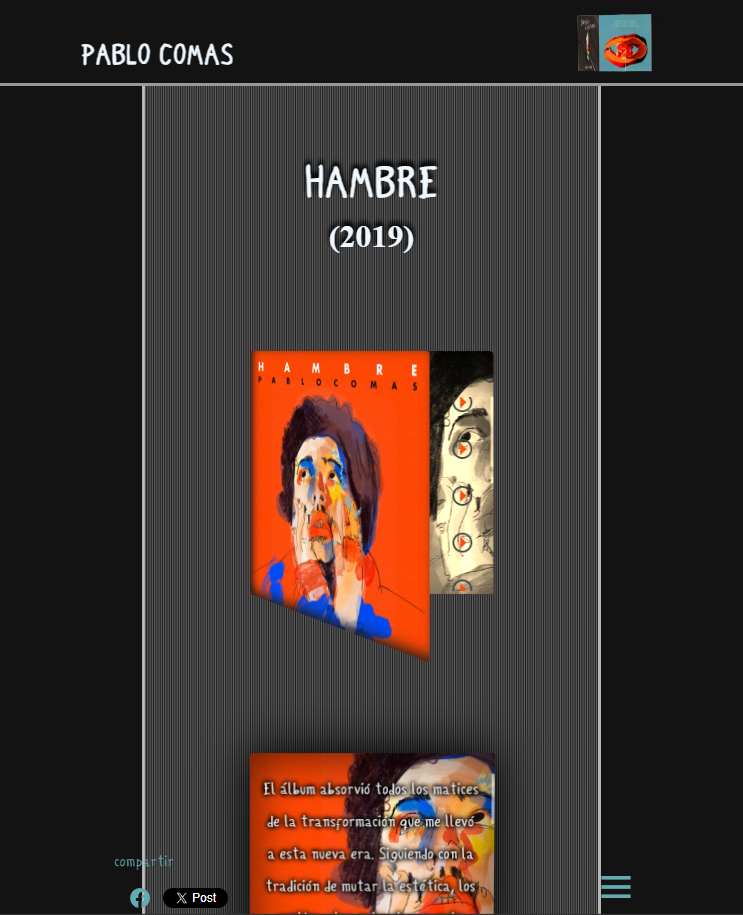 PABLO COMAS
HAMBRE
(2019)
HAMBRE
PABLOCOMAS
El álbum absorvió todos los matices
de la transformación que me llevó
a esta nueva era. Siguiendo con la
tradición de mutar la estética, los
compartir
Post